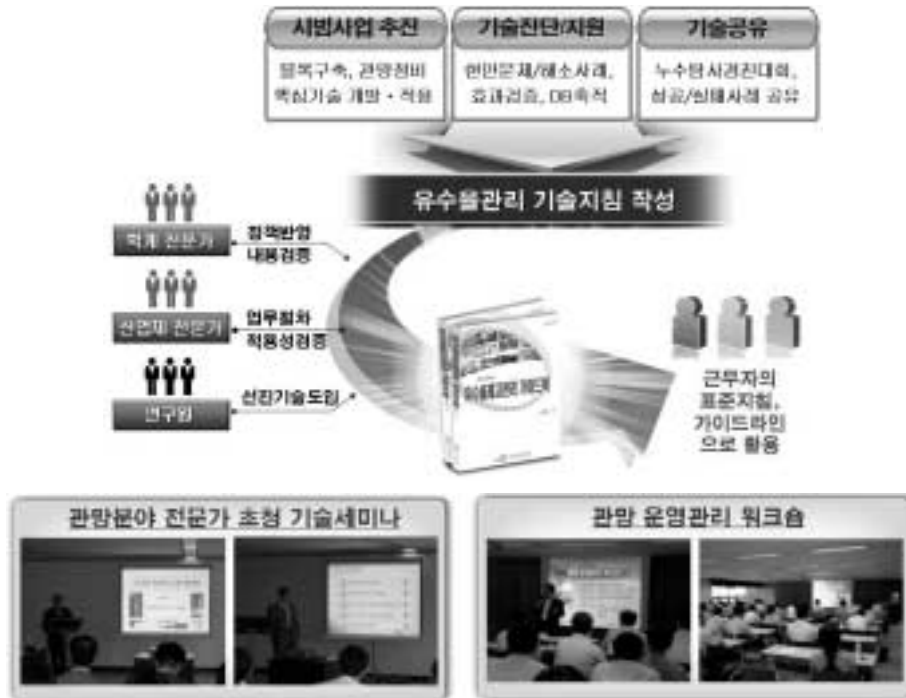 시범사업 추진
블록구축, 관망정비
핵심기술 개발 · 적용
기술진단/지원
현안문제/해소사례,
효과검증, DB축적
기술공유
누수탐사경진대회,
성공/실패사례 공유
유수율관리 기술지침 작성
학계 전문가
정책반영
내용검증
산업체 전문가
업무절차
적용성검증
연구원
선진기술도입
근무자의
표준지침,
가이드라인
으로 활용
관망분야 전문가 초청 기술세미나
관망 운영관리 워크숍